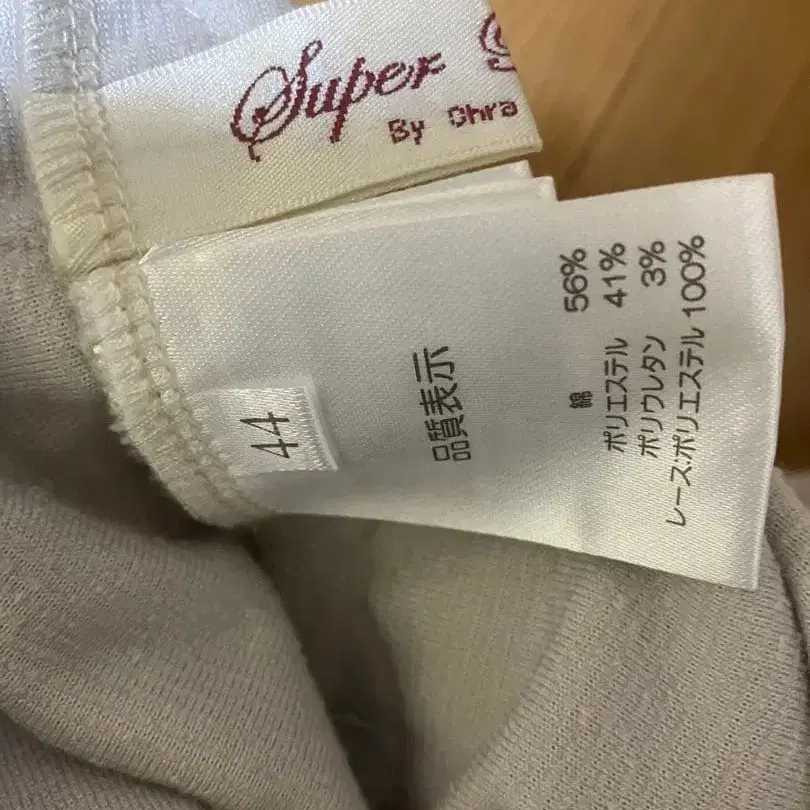 Super
By Chra
44
品質表示
綿 56%
ポリエステル 41%
ポリウレタン 3%
レース:ポリエステル 100%